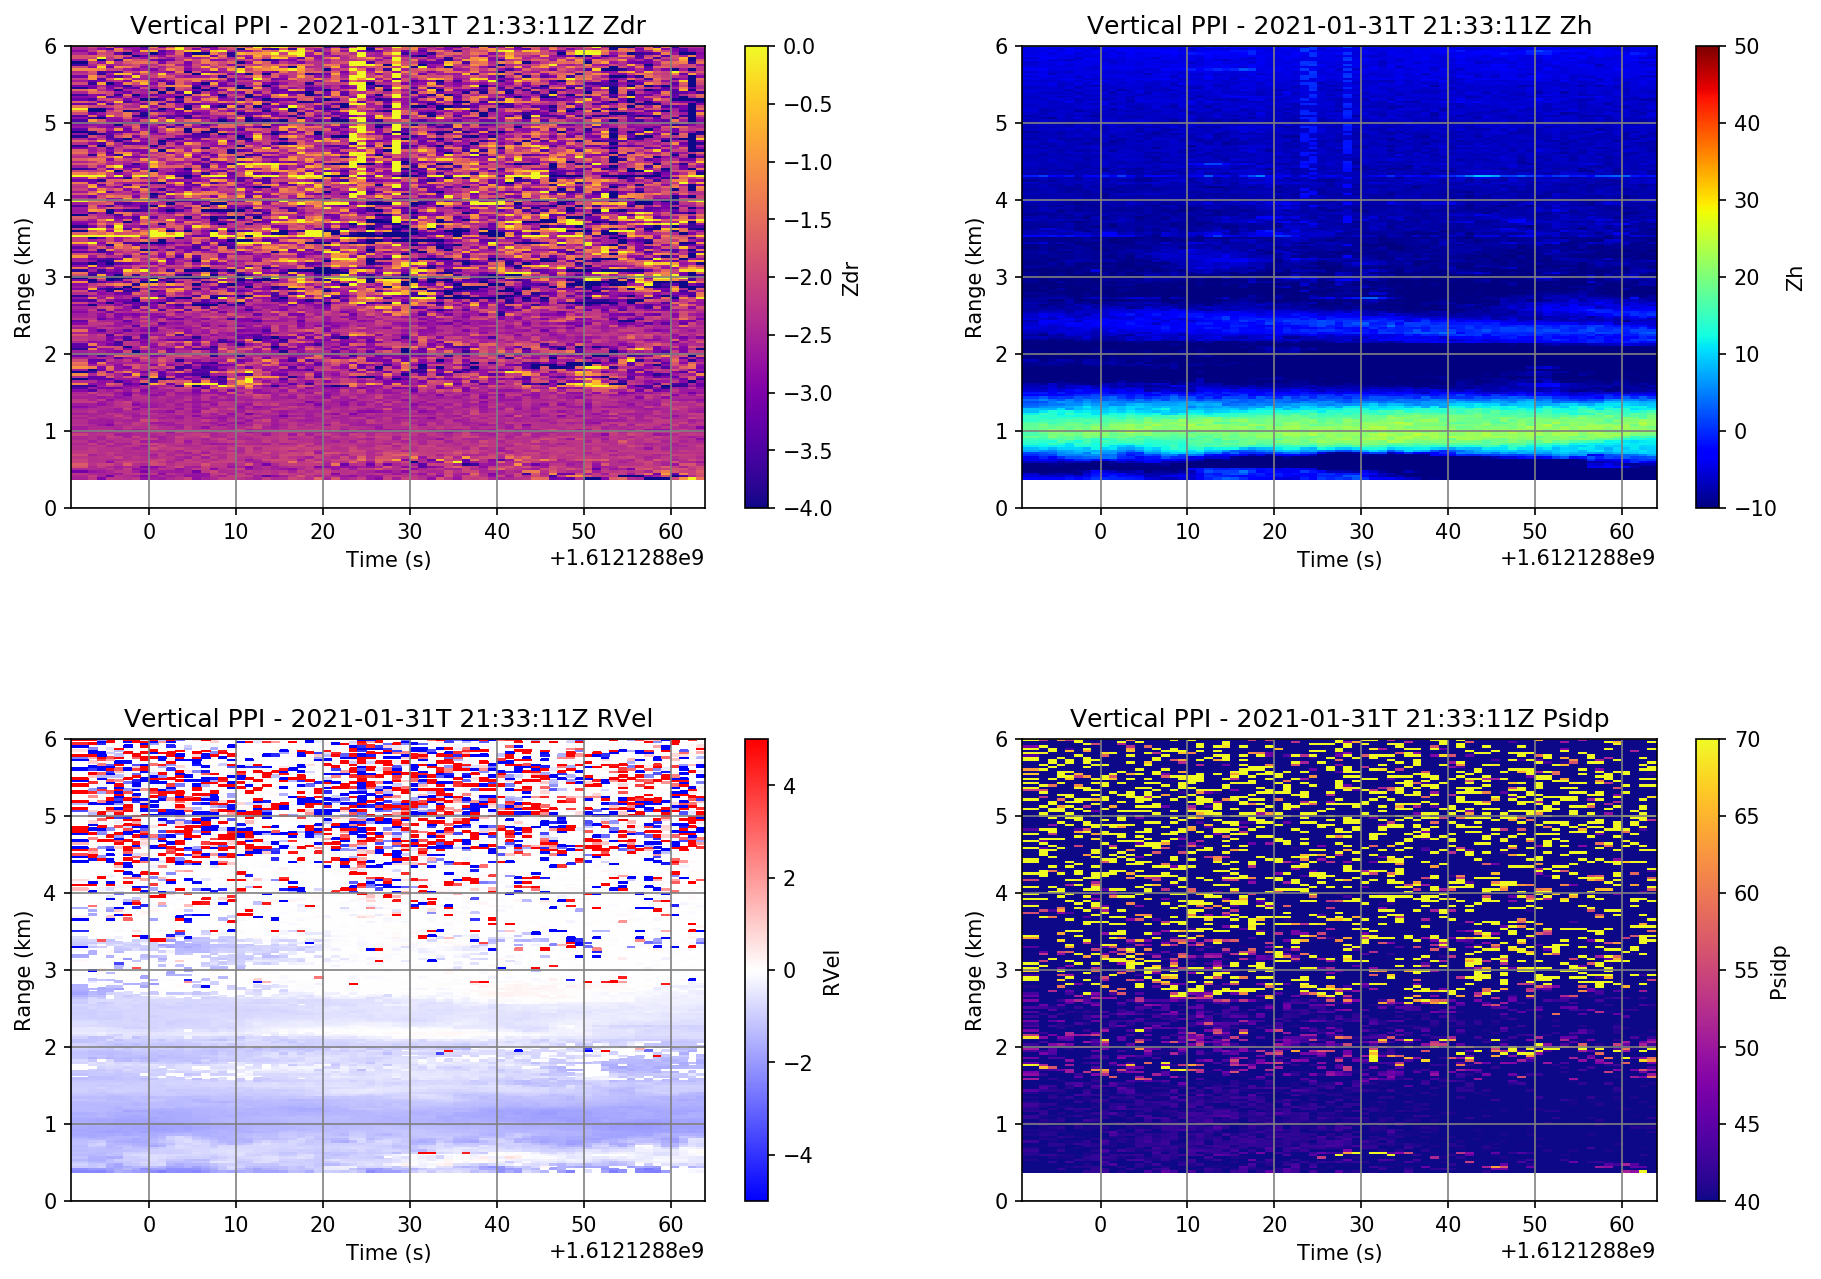 Vertical PPI - 2021-01-31T 21:33:11Z Zdr
6
5
4
3
2
1
0
Range (km)
0 10 20 30 40 50 60
Time (s)
+1.6121288e9
0.0
−0.5
−1.0
−1.5
−2.0
−2.5
−3.0
−3.5
−4.0
Zdr
Vertical PPI - 2021-01-31T 21:33:11Z Zh
6
5
4
3
2
1
0
Range (km)
0 10 20 30 40 50 60
Time (s)
+1.6121288e9
50
40
30
20
10
0
−10
Zh
Vertical PPI - 2021-01-31T 21:33:11Z RVel
6
5
4
3
2
1
0
Range (km)
0 10 20 30 40 50 60
Time (s)
+1.6121288e9
4
2
0
−2
−4
RVel
Vertical PPI - 2021-01-31T 21:33:11Z Psidp
6
5
4
3
2
1
0
Range (km)
0 10 20 30 40 50 60
Time (s)
+1.6121288e9
70
65
60
55
50
45
40
Psidp